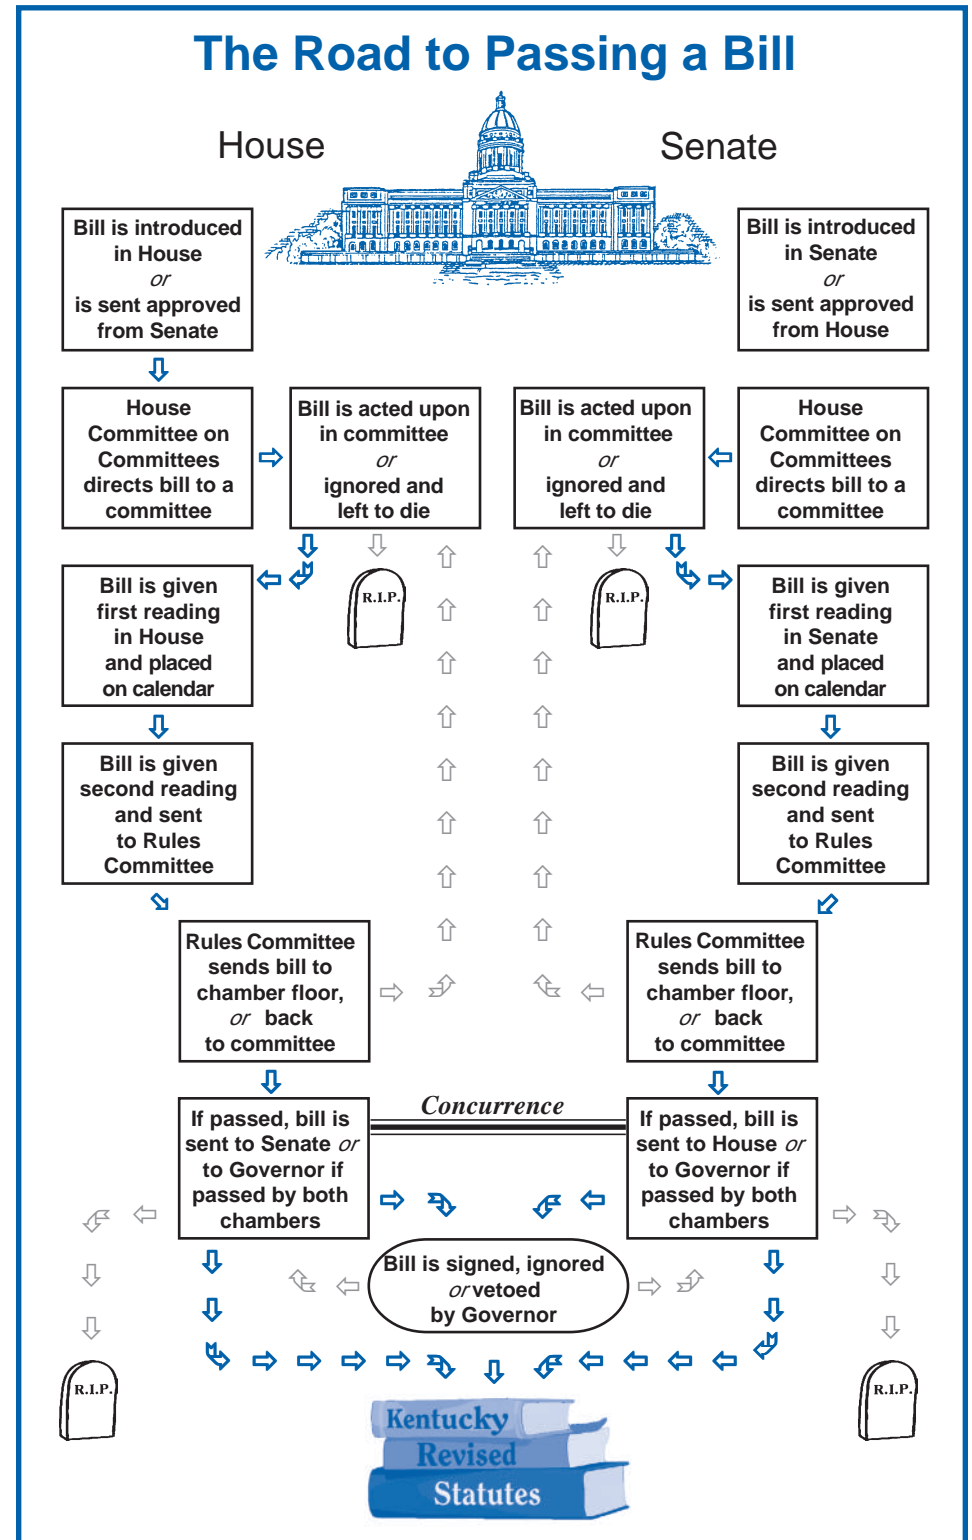 The Road to Passing a Bill
House
Senate
Bill is introduced
in House
or
is sent approved
from Senate
Bill is introduced
in Senate
or
is sent approved
from House
House
Committee on
Committees
directs bill to a
committee
Bill is acted upon
in committee
or
ignored and
left to die
Bill is acted upon
in committee
or
ignored and
left to die
House
Committee on
Committees
directs bill to a
committee
R.I.P.
R.I.P.
Bill is given
first reading
in House
and placed
on calendar
Bill is given
first reading
in Senate
and placed
on calendar
Bill is given
second reading
and sent
to Rules
Committee
Bill is given
second reading
and sent
to Rules
Committee
Rules Committee
sends bill to
chamber floor,
or back
to committee
Rules Committee
sends bill to
chamber floor,
or back
to committee
Concurrence
If passed, bill is
sent to Senate or
to Governor if
passed by both
chambers
If passed, bill is
sent to House or
to Governor if
passed by both
chambers
Bill is signed, ignored
or vetoed
by Governor
R.I.P.
R.I.P.
Kentucky
Revised
Statutes